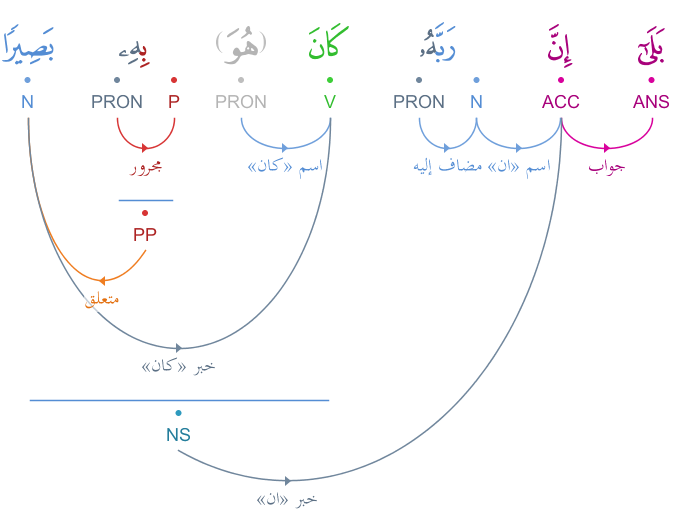 بَلَىٰٓ إِنَّ رَبَّهُۥ كَانَ (هُوَ) بِهِۦ بَصِيرًا
ANS ACC N PRON V PRON P PRON N
جواب اسم «ان» مضاف إليه اسم «كان» مجرور
PP
متعلق
خبر «كان»
NS
خبر «ان»